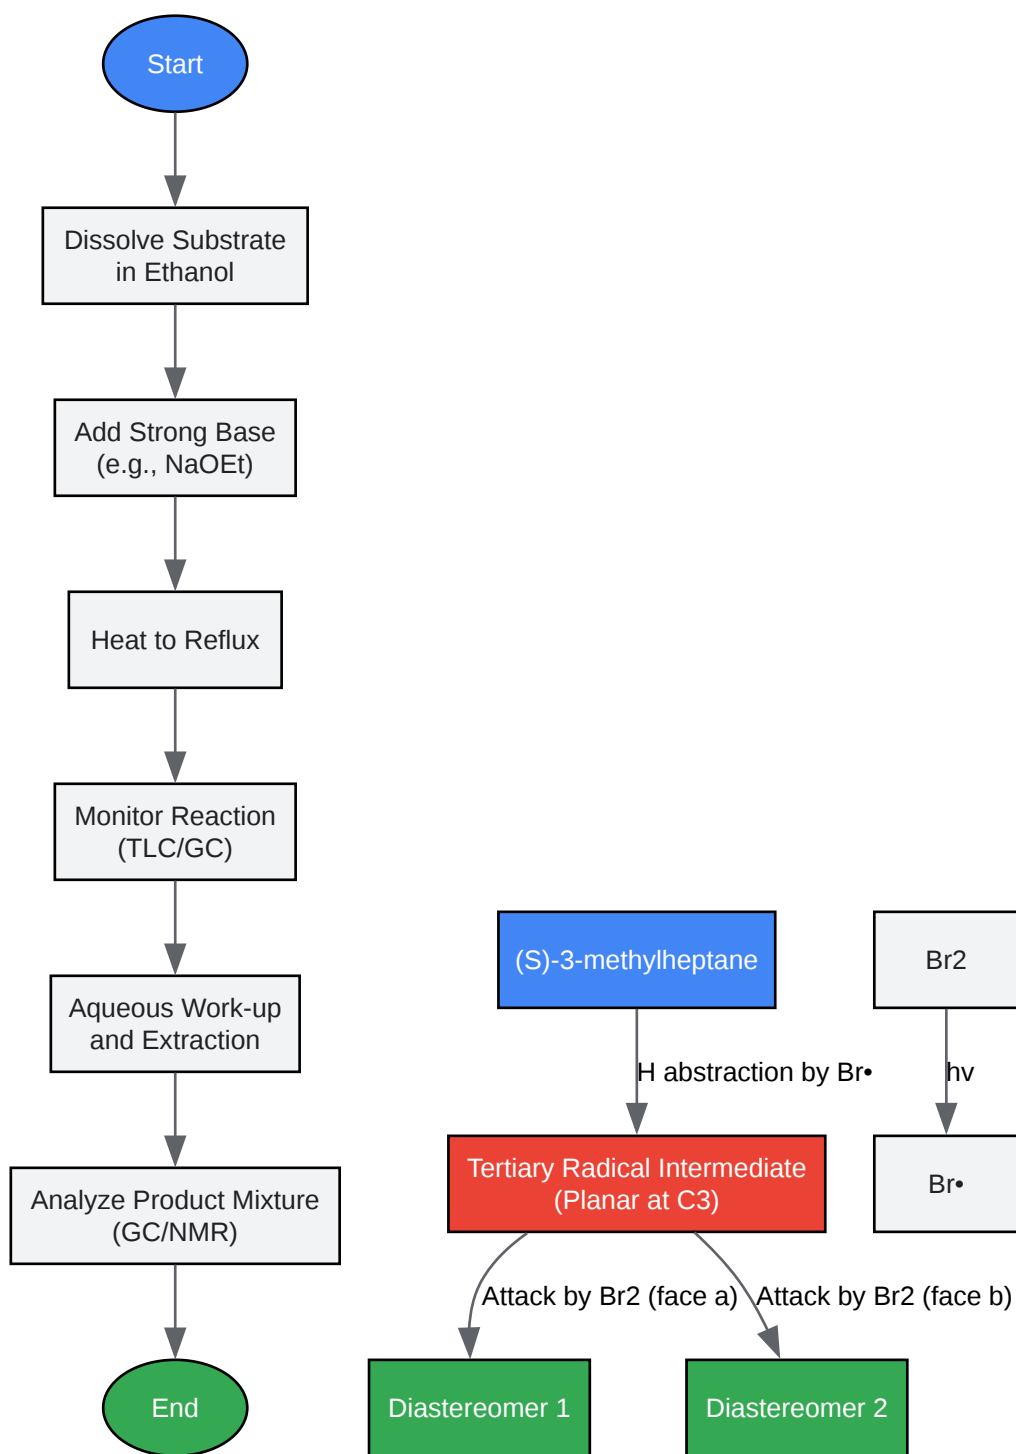 Start
Dissolve Substrate
in Ethanol
Add Strong Base
(e.g., NaOEt)
Heat to Reflux
Monitor Reaction
(TLC/GC)
Aqueous Work-up
and Extraction
Analyze Product Mixture
(GC/NMR)
End
(S)-3-methylheptane
H abstraction by Br•
Tertiary Radical Intermediate
(Planar at C3)
Attack by Br2 (face a)
Attack by Br2 (face b)
Diastereomer 1
Diastereomer 2
Br2
hv
Br•